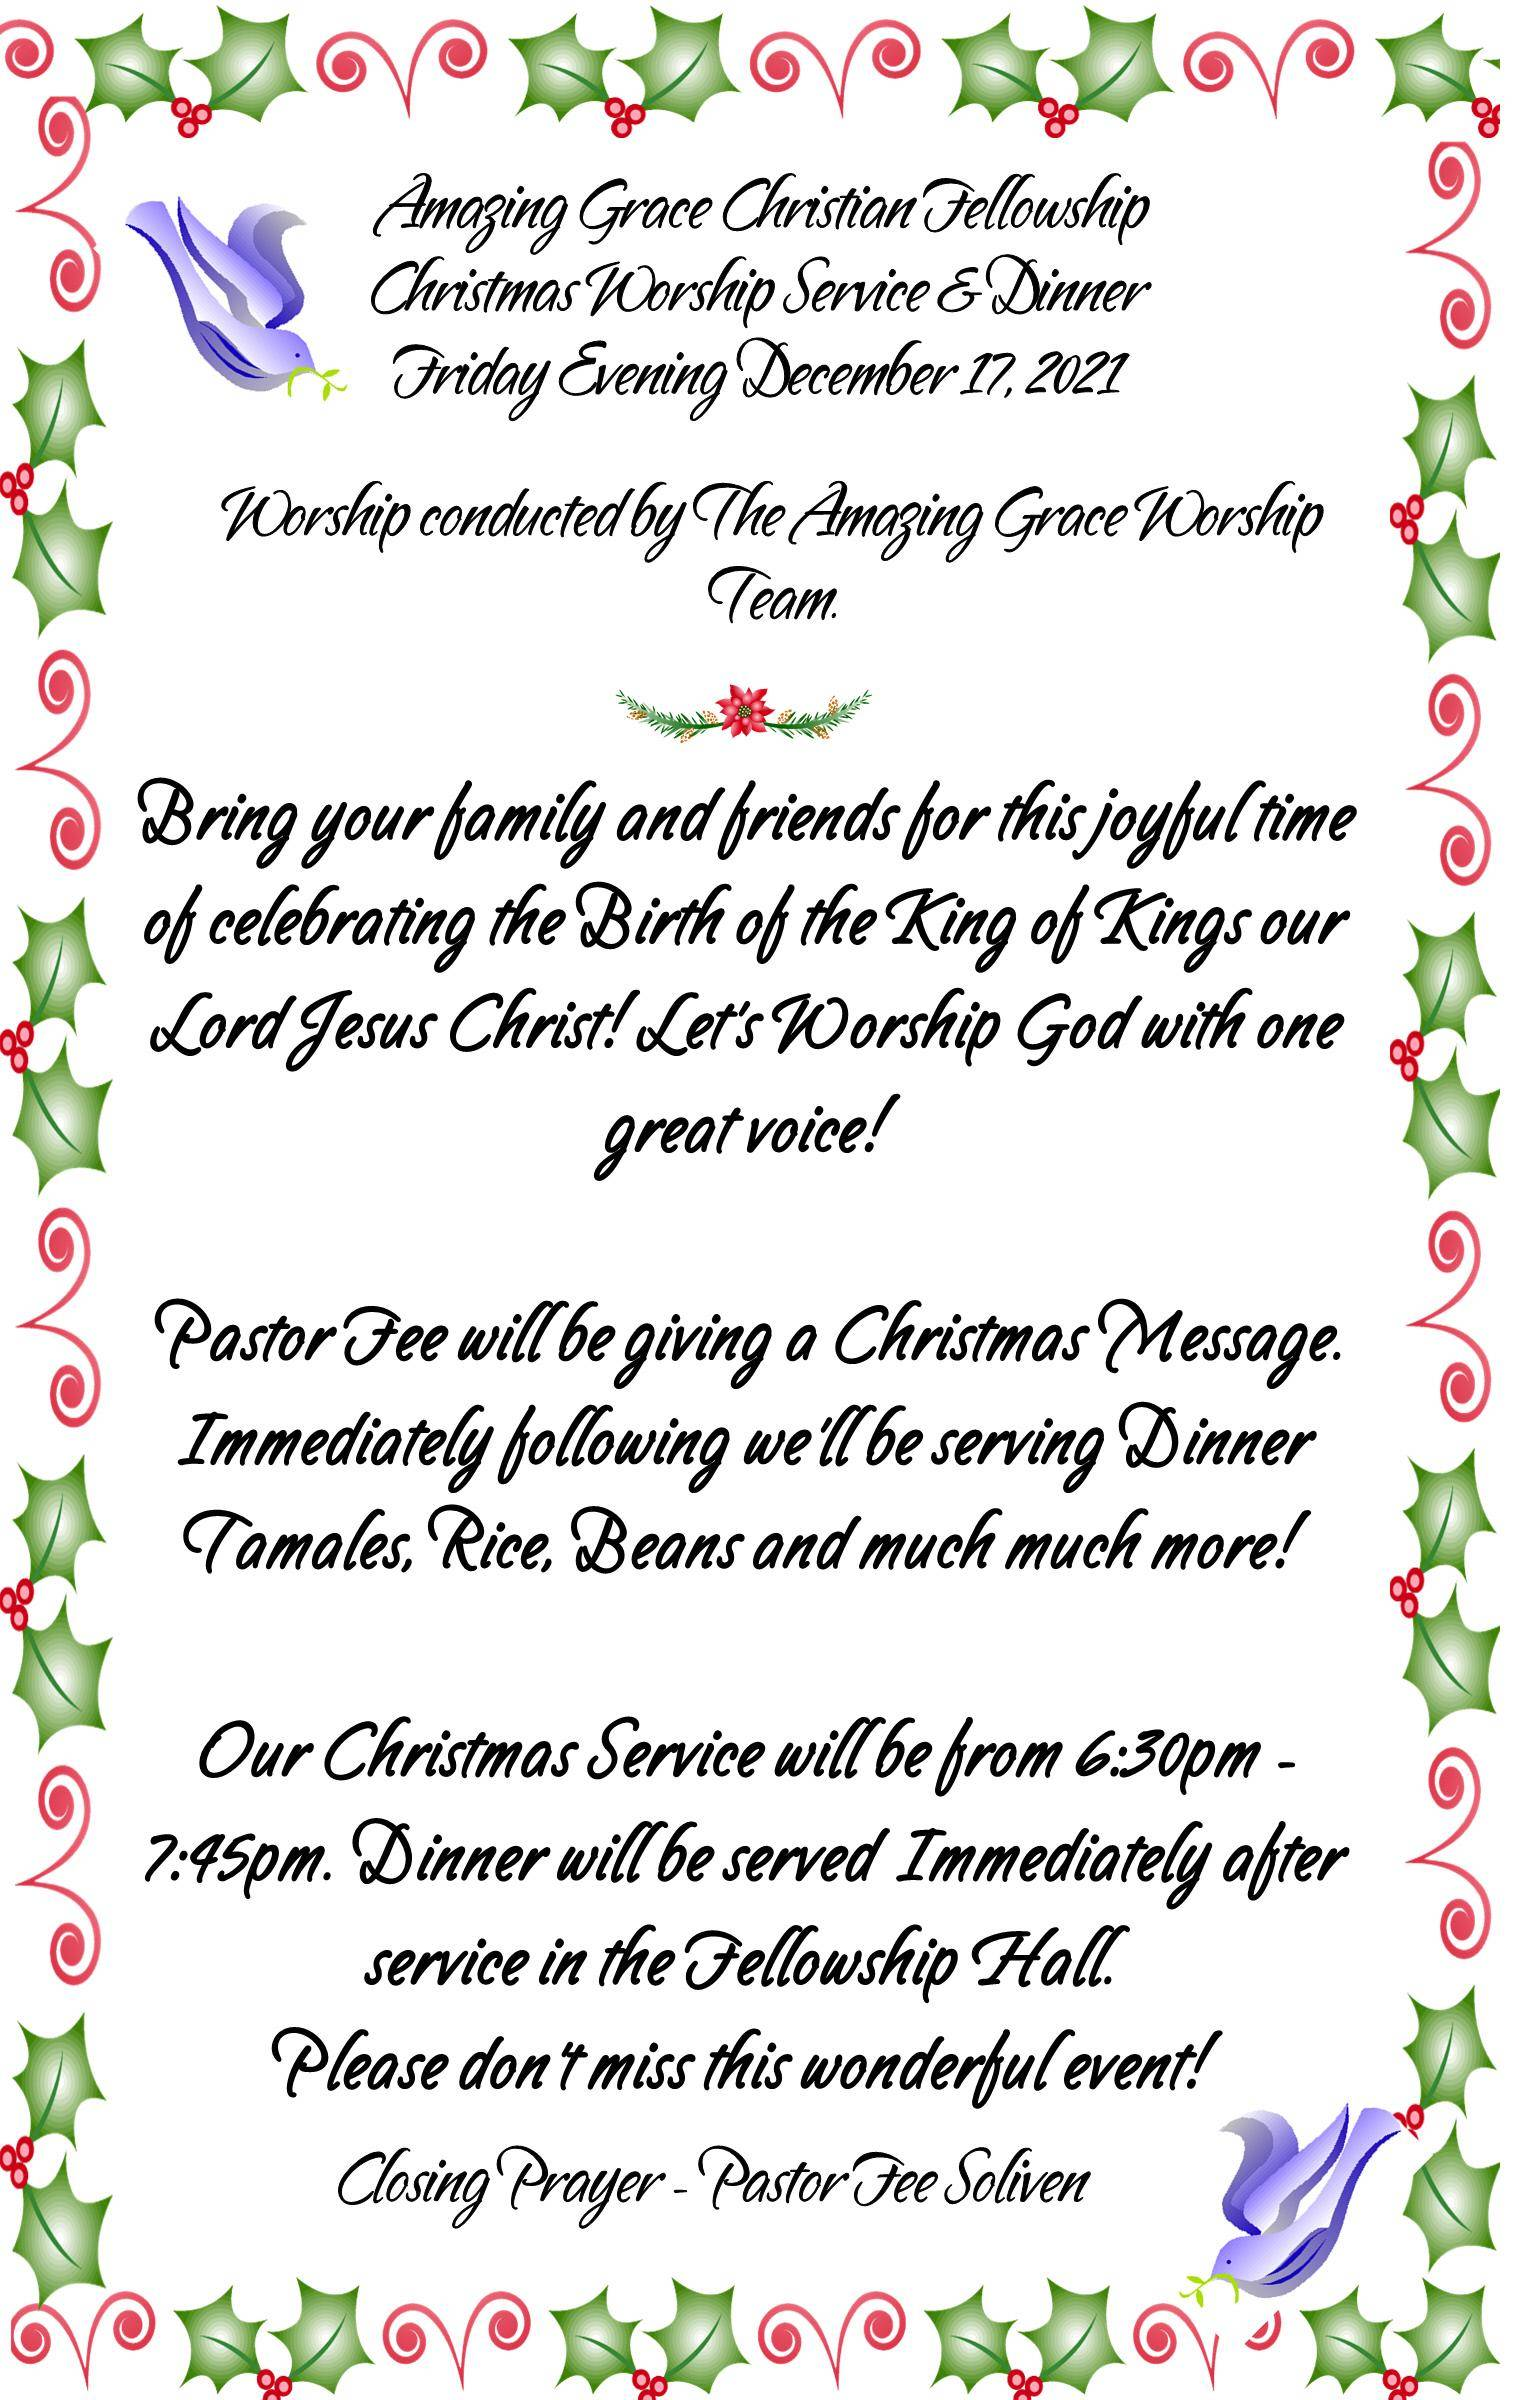 Amazing Grace Christian Fellowship
Christmas Worship Service & Dinner
Friday Evening December 17, 2021
Worship conducted by The Amazing Grace Worship
Team.
Bring your family and friends for this joyful time
of celebrating the Birth of the King of Kings our
Lord Jesus Christ! Let's Worship God with one
great voice!
Pastor Fee will be giving a Christmas Message.
Immediately following we'll be serving Dinner
Tamales, Rice, Beans and much much more!
Our Christmas Service will be from 6:30pm -
7:45pm. Dinner will be served Immediately after
service in the Fellowship Hall.
Please don't miss this wonderful event!
Closing Prayer - Pastor Fee Soliven